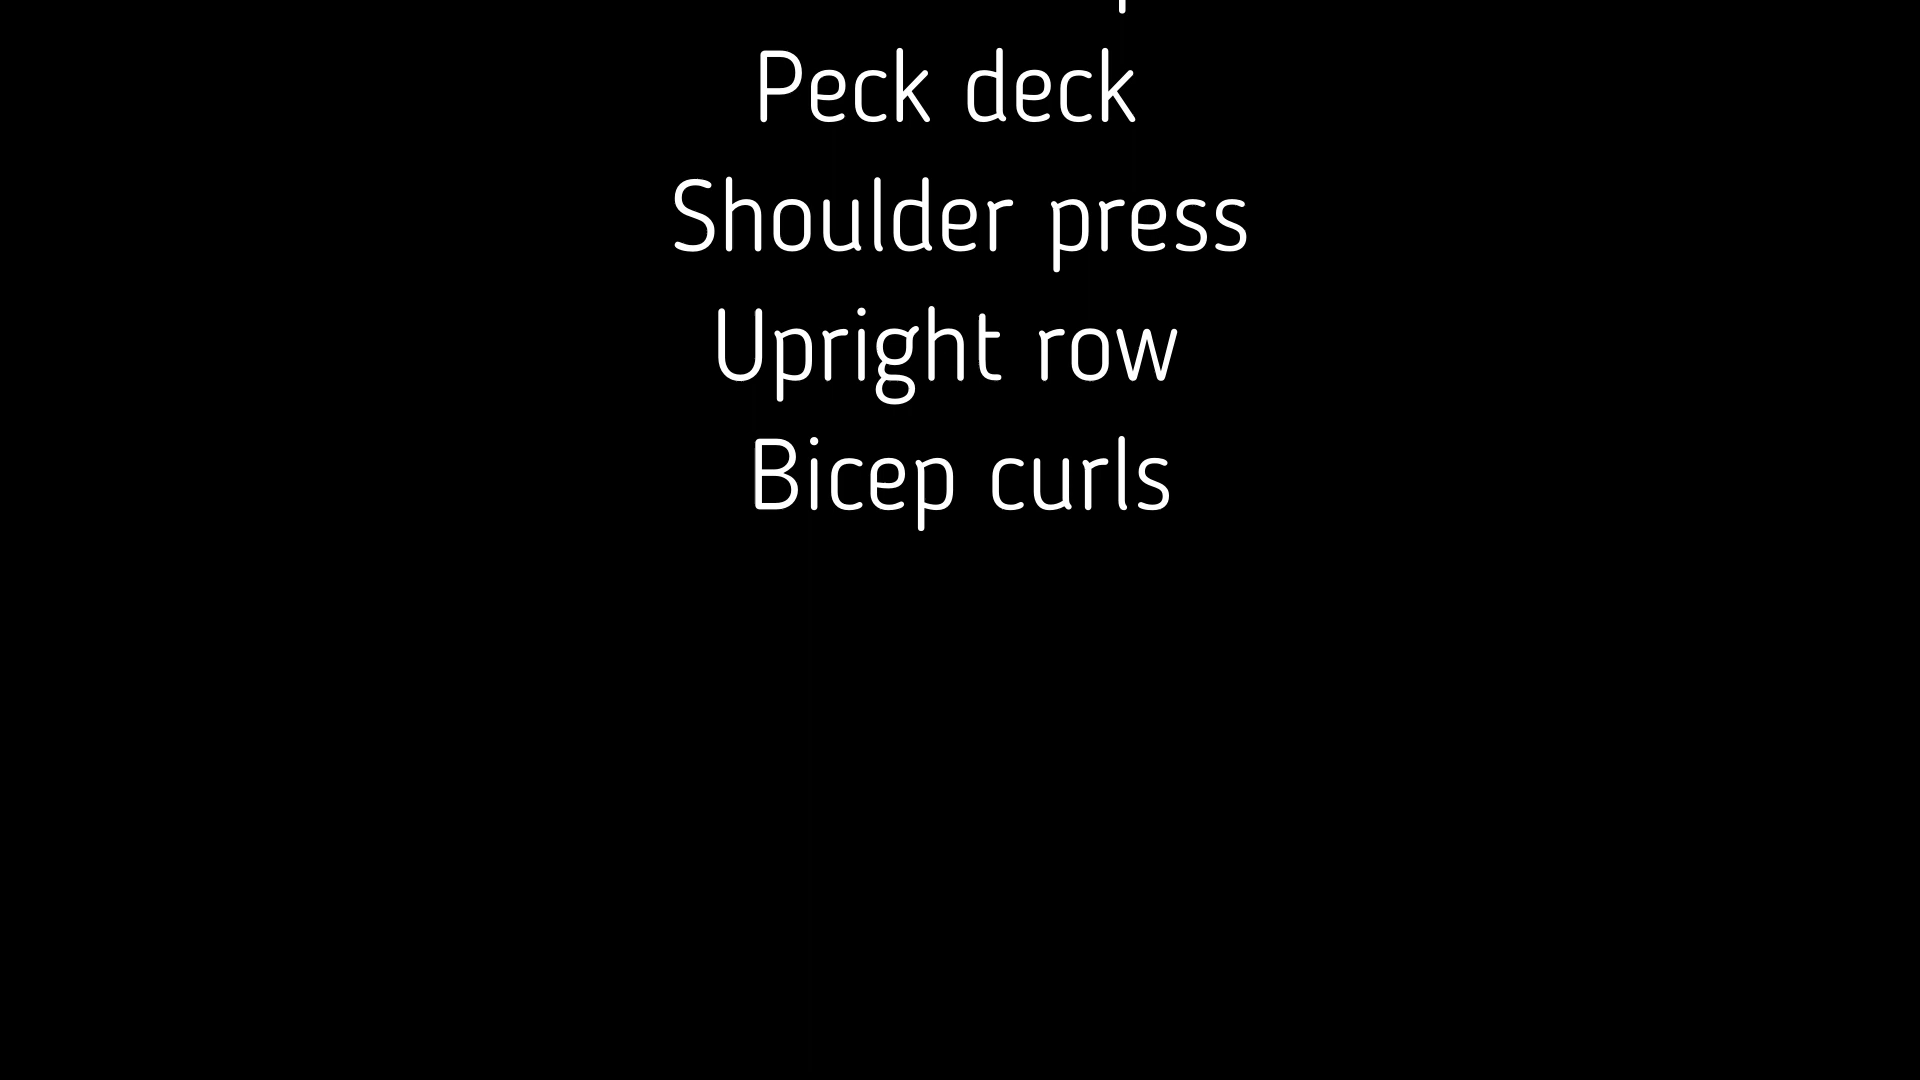 Peck deck
Shoulder press
Upright row
Bicep curls